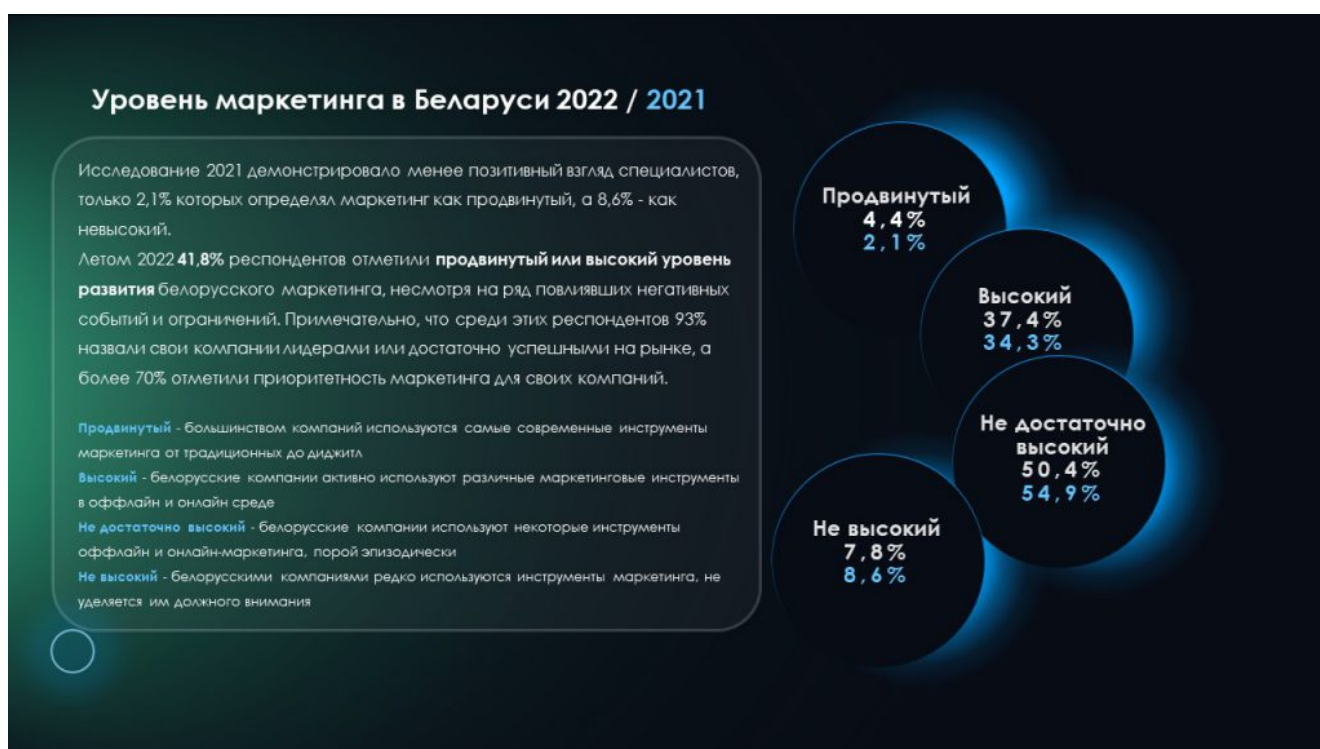 Уровень маркетинга в Беларуси 2022 / 2021
Исследование 2021 демонстрировало менее позитивный взгляд специалистов,
только 2,1% которых определял маркетинг как продвинутый, а 8,6% - как
невысокий.
Летом 2022 41,8% респондентов отметили продвинутый или высокий уровень
развития белорусского маркетинга, несмотря на ряд повлиявших негативных
событий и ограничений. Примечательно, что среди этих респондентов 93%
назвали свои компании лидерами или достаточно успешными на рынке, а
более 70% отметили приоритетность маркетинга для своих компаний.
Продвинутый - большинством компаний используются самые современные инструменты
маркетинга от традиционных до диджитл
Высокий - белорусские компании активно используют различные маркетинговые инструменты
в оффлайн и онлайн среде
Не достаточно высокий - белорусские компании используют некоторые инструменты
оффлайн и онлайн-маркетинга, порой эпизодически
Не высокий - белорусскими компаниями редко используются инструменты маркетинга, не
уделяется им должного внимания
Продвинутый
4,4%
2,1%
Высокий
37,4%
34,3%
Не достаточно
высокий
50,4%
54,9%
Не высокий
7,8%
8,6%